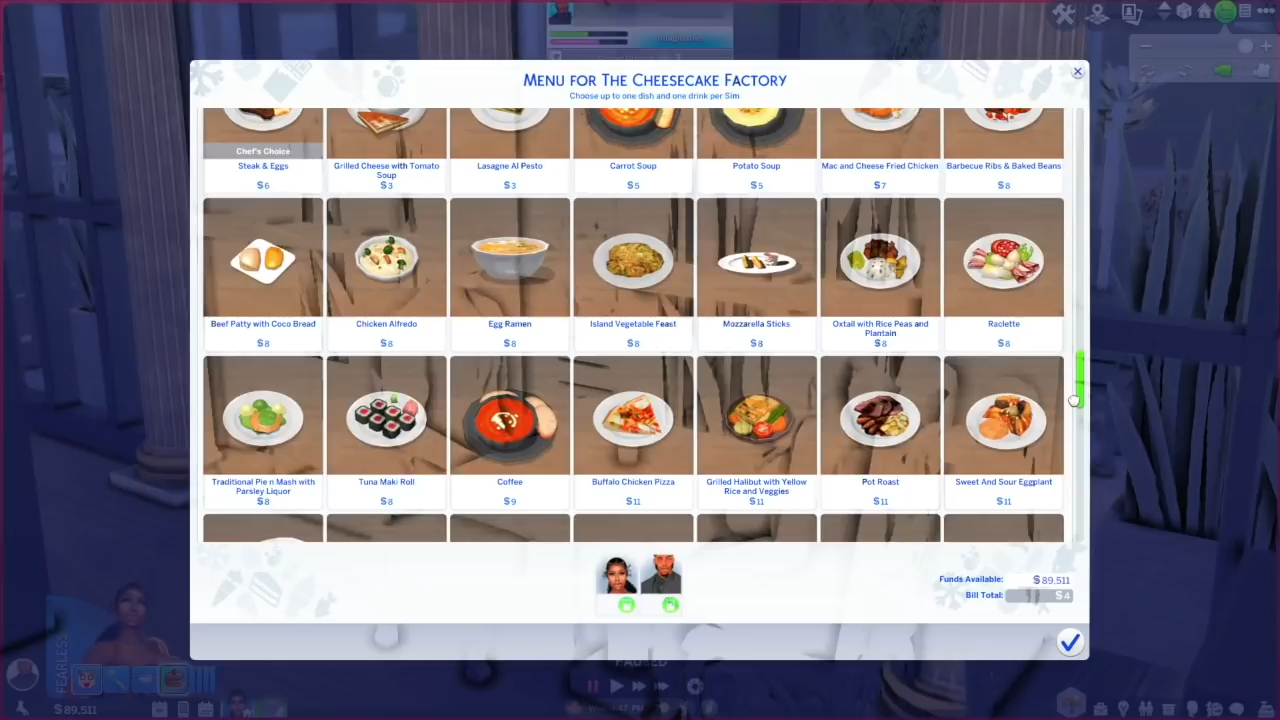 MENU FOR THE CHEESECAKE FACTORY
Choose up to one dish and one drink per Sim
Chef's Choice
Steak & Eggs
$6
Grilled Cheese with Tomato
Soup
$3
Lasagne Al Pesto
$3
Carrot Soup
$5
Potato Soup
$5
Mac and Cheese Fried Chicken
$7
Barbecue Ribs & Baked Beans
$8
Beef Patty with Coco Bread
$8
Chicken Alfredo
$8
Egg Ramen
$8
Island Vegetable Feast
$8
Mozzarella Sticks
$8
Oxtail with Rice Peas and
Plantain
$8
Raclette
$8
Traditional Pie n Mash with
Parsley Liquor
$8
Tuna Maki Roll
$8
Coffee
$9
Buffalo Chicken Pizza
$11
Grilled Halibut with Yellow
Rice and Veggies
$11
Pot Roast
$11
Sweet And Sour Eggplant
$11
Funds Available: $89,511
Bill Total: $4
FEARLESS
PAUSED
$89,511